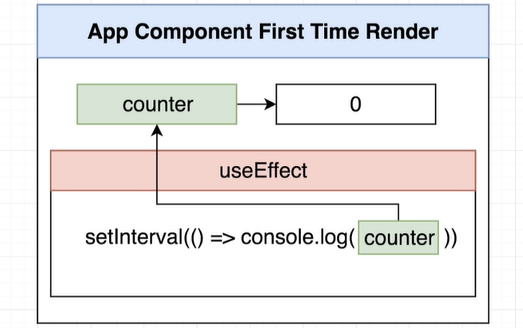 App Component First Time Render
counter
0
useEffect
setInterval(() => console.log( counter ))